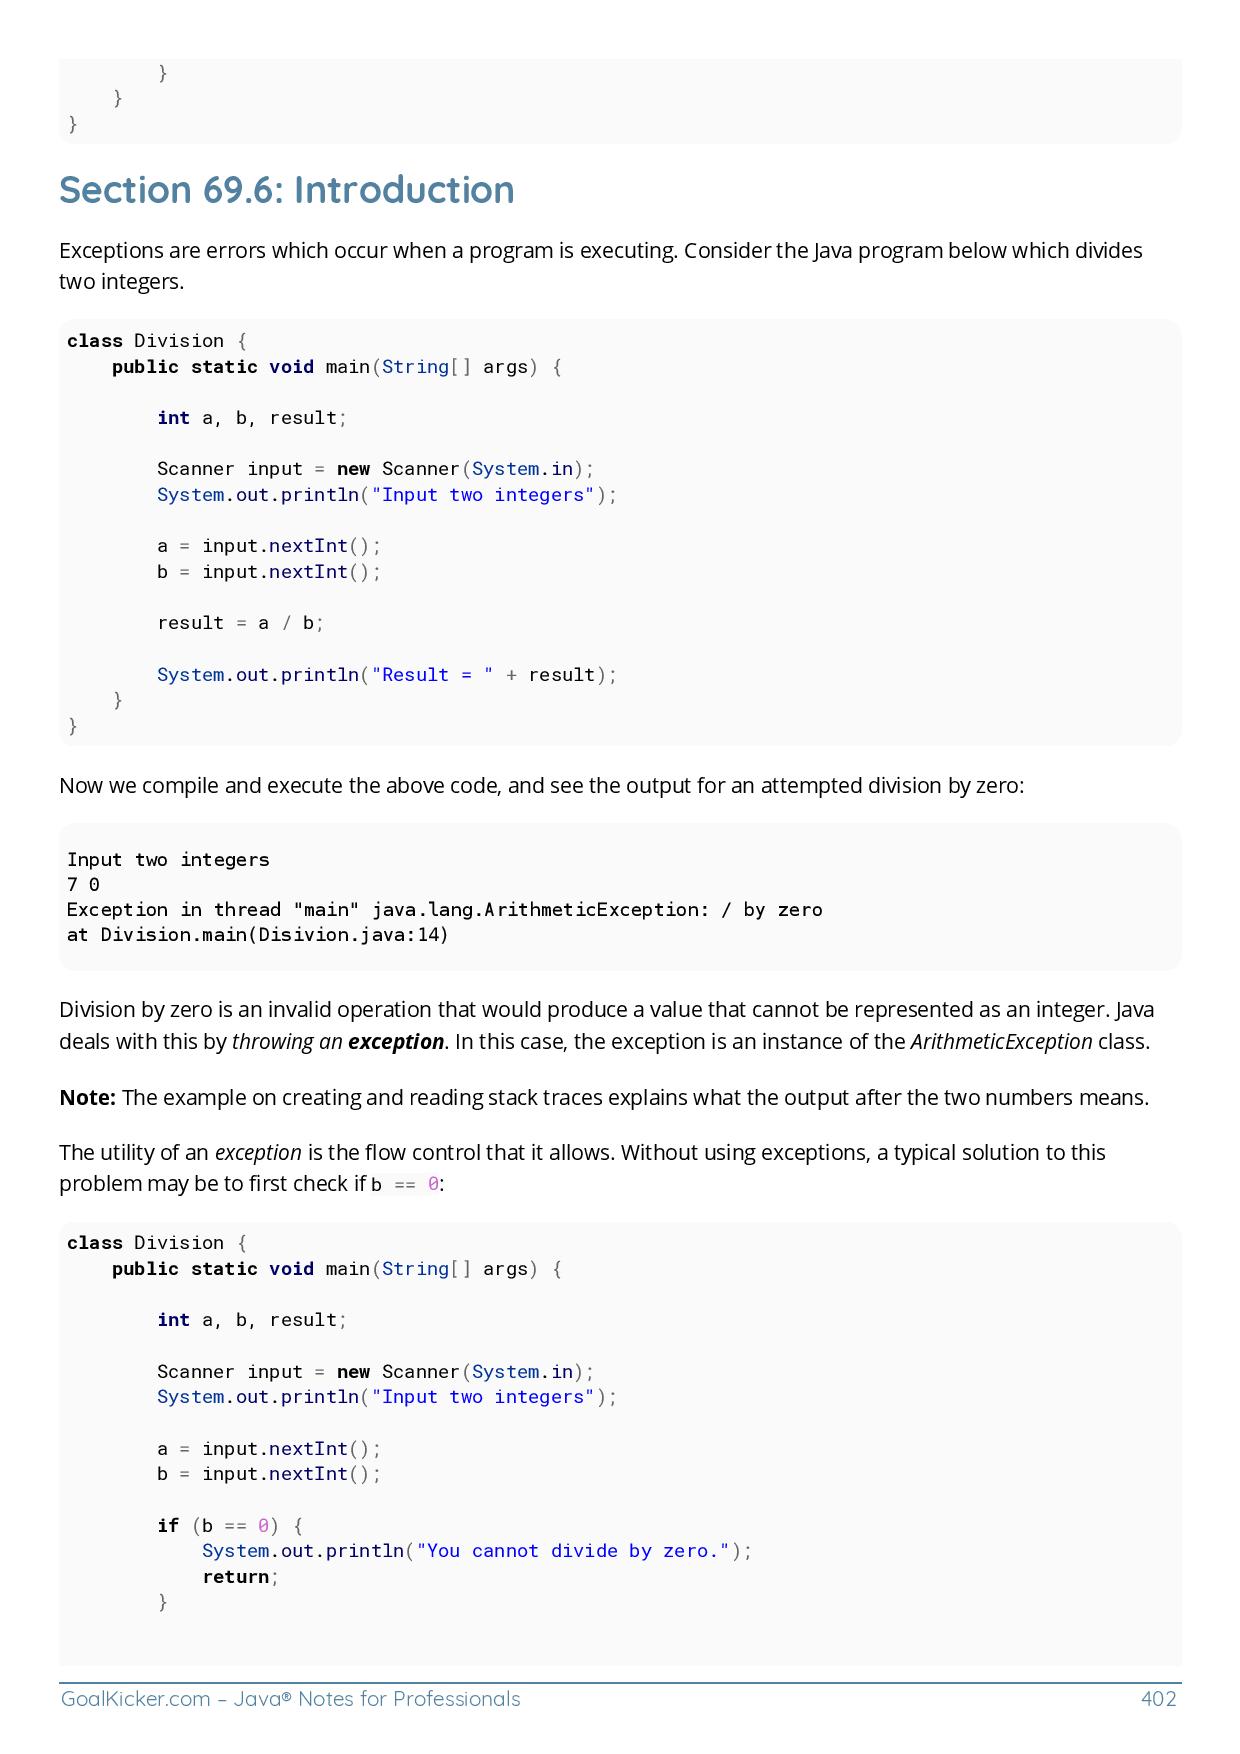 }
    }
}
Section 69.6: Introduction
Exceptions are errors which occur when a program is executing. Consider the Java program below which divides
two integers.
class Division {
    public static void main(String[] args) {
        int a, b, result;
        Scanner input = new Scanner(System.in);
        System.out.println("Input two integers");
        a = input.nextInt();
        b = input.nextInt();
        result = a / b;
        System.out.println("Result = " + result);
    }
}
Now we compile and execute the above code, and see the output for an attempted division by zero:
Input two integers
7 0
Exception in thread "main" java.lang.ArithmeticException: / by zero
at Division.main(Disivion.java:14)
Division by zero is an invalid operation that would produce a value that cannot be represented as an integer. Java
deals with this by throwing an exception. In this case, the exception is an instance of the ArithmeticException class.
Note: The example on creating and reading stack traces explains what the output after the two numbers means.
The utility of an exception is the flow control that it allows. Without using exceptions, a typical solution to this
problem may be to first check if b == 0:
class Division {
    public static void main(String[] args) {
        int a, b, result;
        Scanner input = new Scanner(System.in);
        System.out.println("Input two integers");
        a = input.nextInt();
        b = input.nextInt();
        if (b == 0) {
            System.out.println("You cannot divide by zero.");
            return;
        }
GoalKicker.com – Java® Notes for Professionals 402